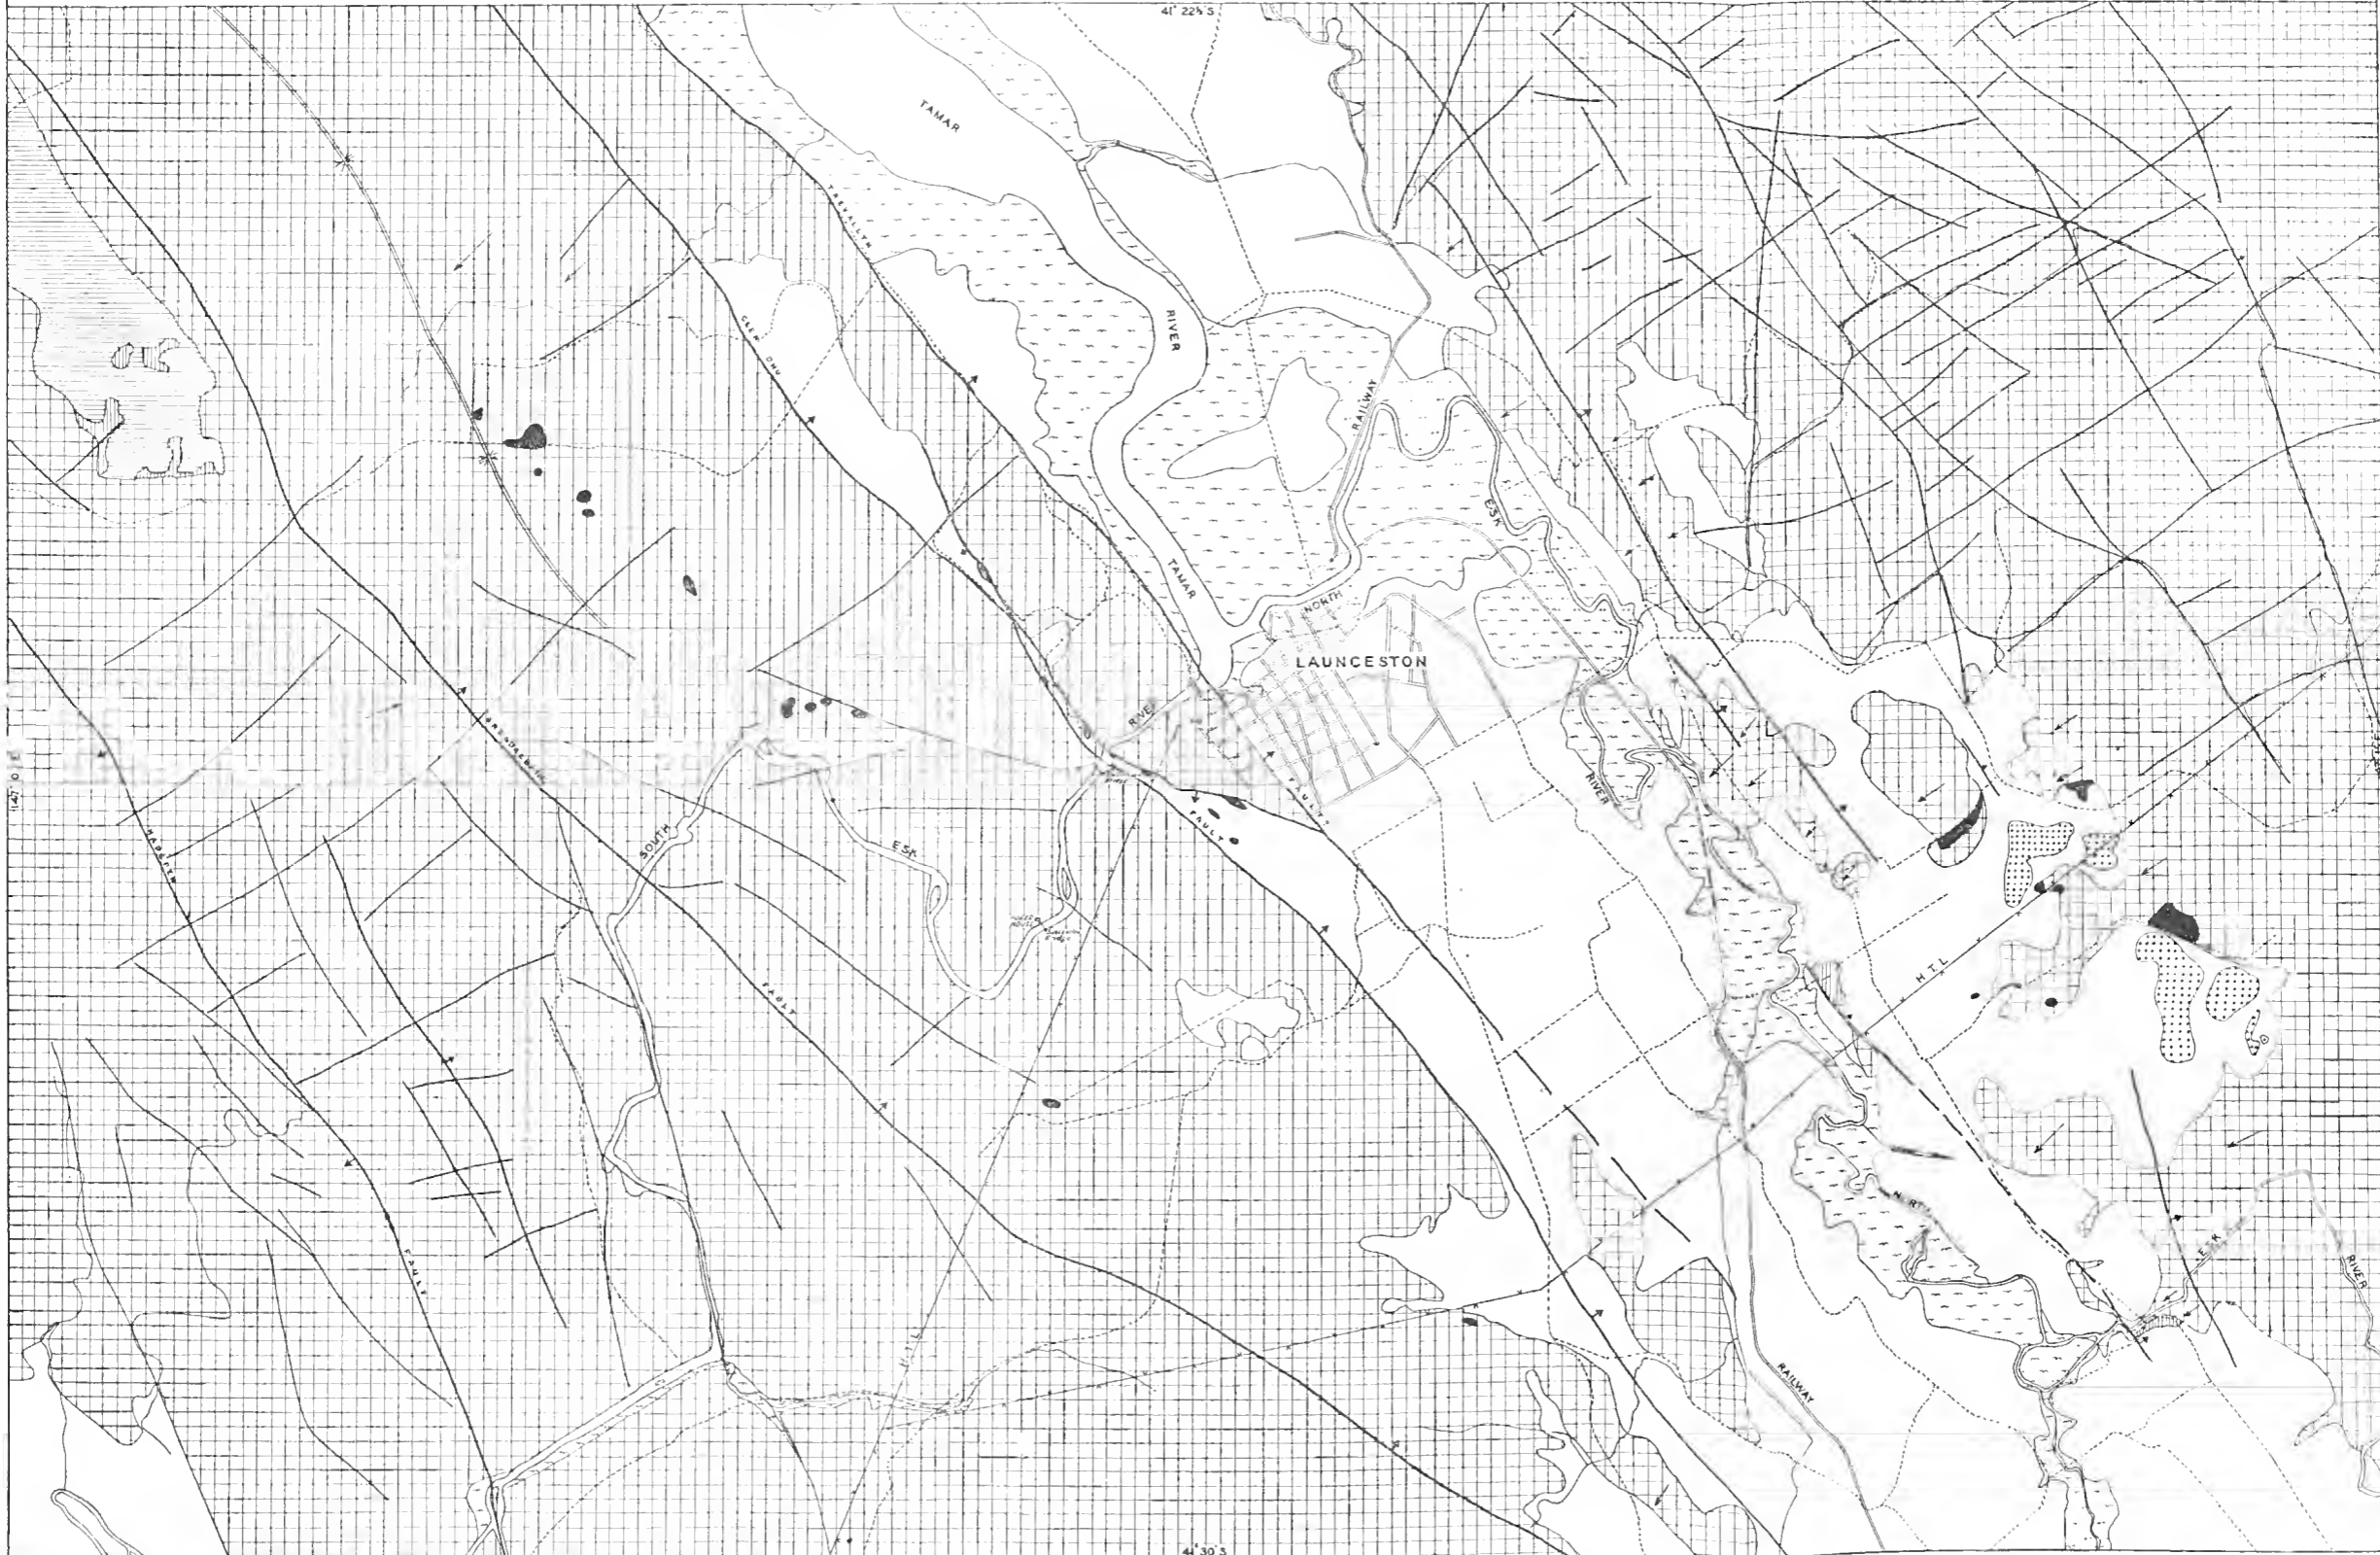 41° 22½' S
TAMAR
TREVALLYN
RIVER
GLEN DHU
RAILWAY
ESK
TAMAR
NORTH
LAUNCESTON
RIVER
RIVER
FAULT
FAULT
SOUTH
ESK
FAULT
H.T.L
NORTH
ESK
RIVER
FAULT
H.T.L
RAILWAY
41° 30' S